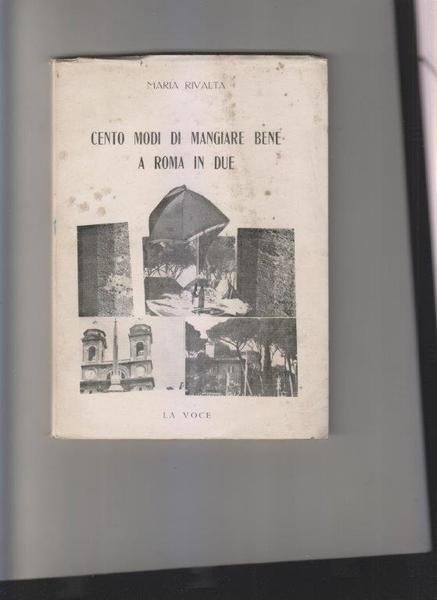 MARIA RIVALTA
CENTO MODI DI MANGIARE BENE
A ROMA IN DUE
LA VOCE